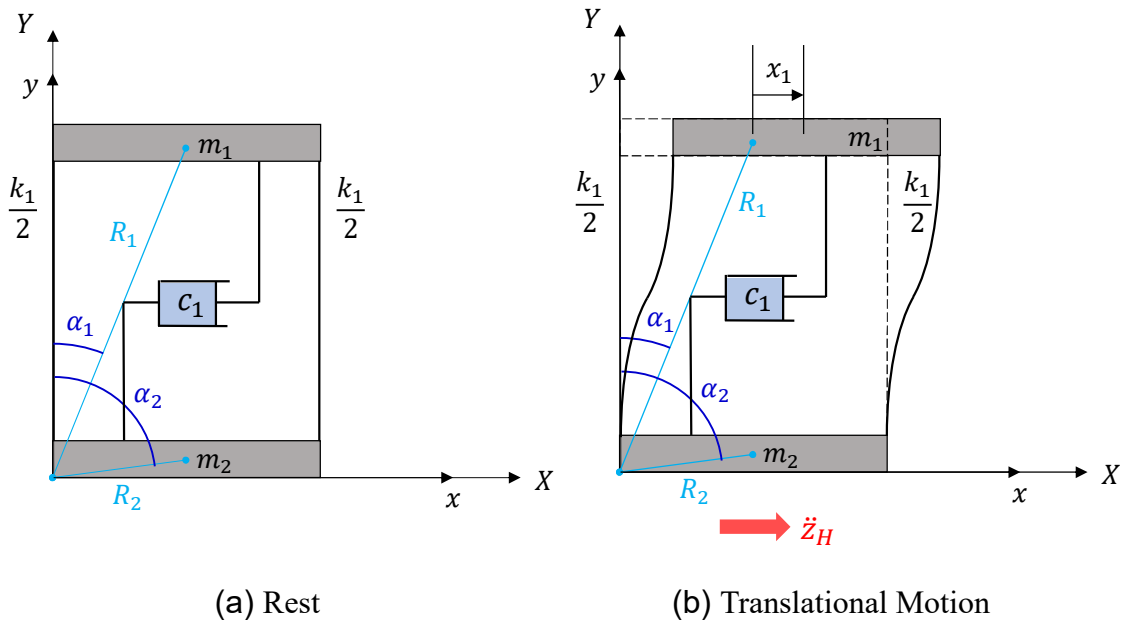 Y
y
m₁
k₁/2
k₁/2
R₁
c₁
α₁
α₂
m₂
R₂
x
X
(a) Rest
Y
y
x₁
m₁
k₁/2
k₁/2
R₁
c₁
α₁
α₂
m₂
R₂
x
X
z̈_H
(b) Translational Motion